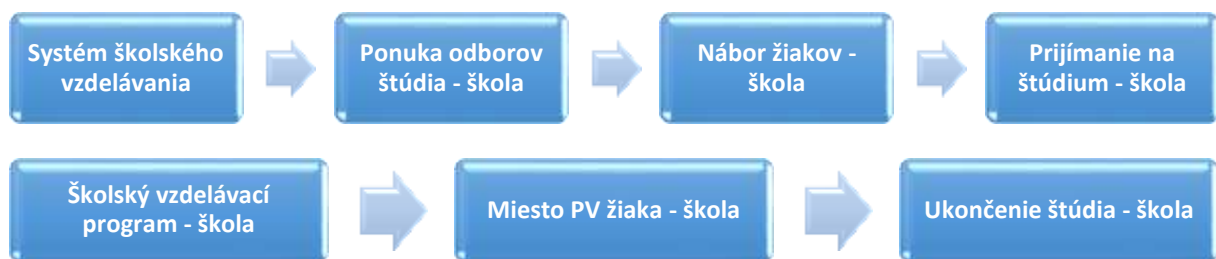 Systém školského
vzdelávania
Ponuka odborov
štúdia - škola
Nábor žiakov -
škola
Prijímanie na
štúdium - škola
Školský vzdelávací
program - škola
Miesto PV žiaka - škola
Ukončenie štúdia - škola